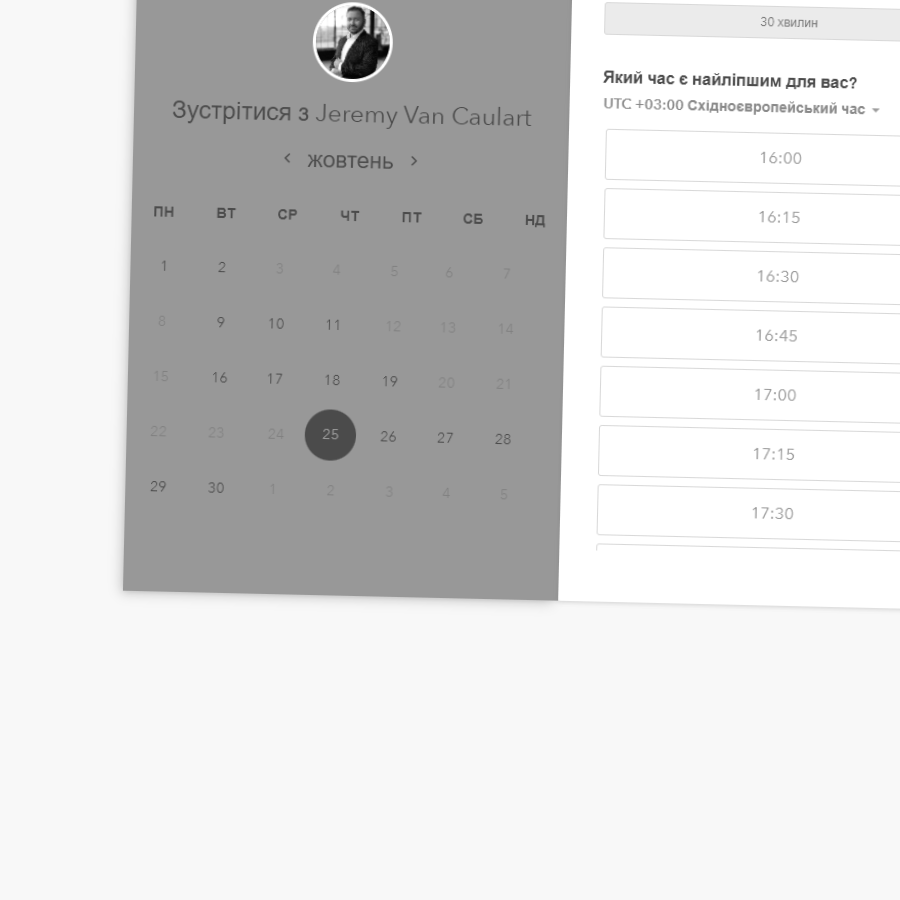 Зустрітися з Jeremy Van Caulart
жовтень
ПН ВТ СР ЧТ ПТ СБ НД
1 2 3 4 5 6 7
8 9 10 11 12 13 14
15 16 17 18 19 20 21
22 23 24 25 26 27 28
29 30 1 2 3 4 5
30 хвилин
Який час є найліпшим для вас?
UTC +03:00 Східноєвропейський час
16:00
16:15
16:30
16:45
17:00
17:15
17:30